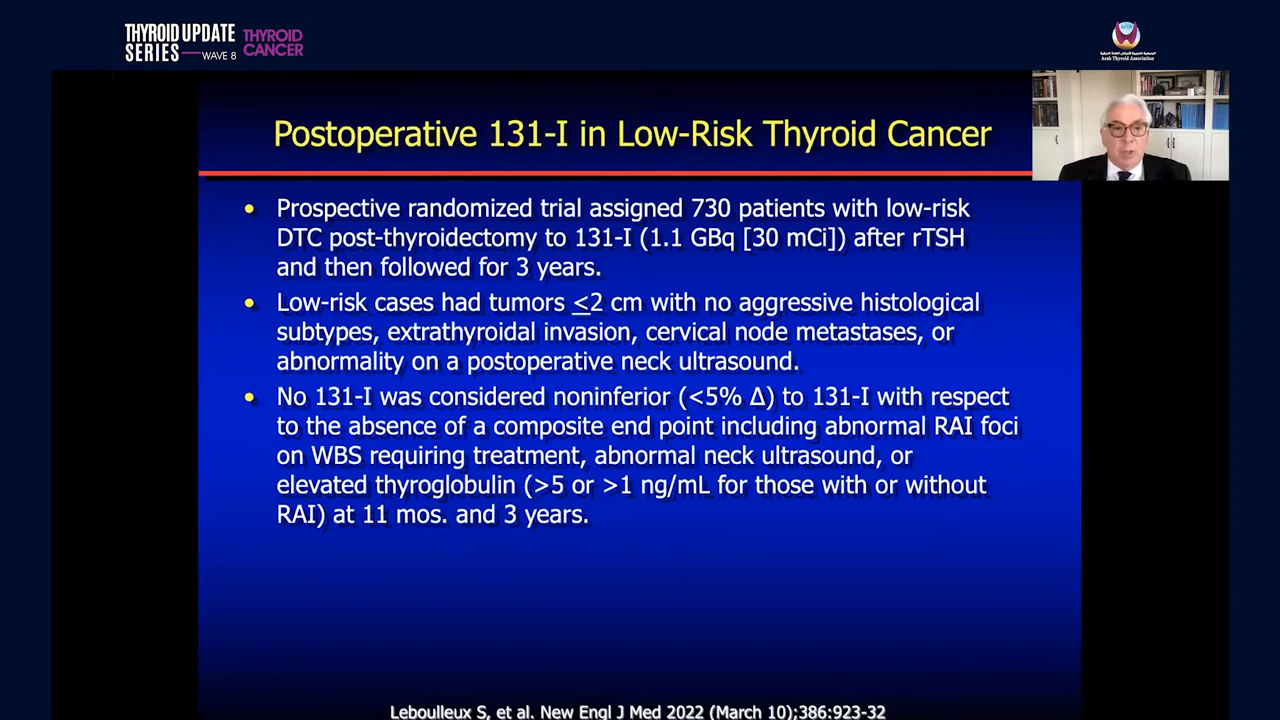 THYROID UPDATE
SERIES — WAVE 8
THYROID
CANCER
Arab Thyroid Association
Postoperative 131-I in Low-Risk Thyroid Cancer
• Prospective randomized trial assigned 730 patients with low-risk
DTC post-thyroidectomy to 131-I (1.1 GBq [30 mCi]) after rTSH
and then followed for 3 years.
• Low-risk cases had tumors <2 cm with no aggressive histological
subtypes, extrathyroidal invasion, cervical node metastases, or
abnormality on a postoperative neck ultrasound.
• No 131-I was considered noninferior (<5% Δ) to 131-I with respect
to the absence of a composite end point including abnormal RAI foci
on WBS requiring treatment, abnormal neck ultrasound, or
elevated thyroglobulin (>5 or >1 ng/mL for those with or without
RAI) at 11 mos. and 3 years.
Leboulleux S, et al. New Engl J Med 2022 (March 10);386:923-32